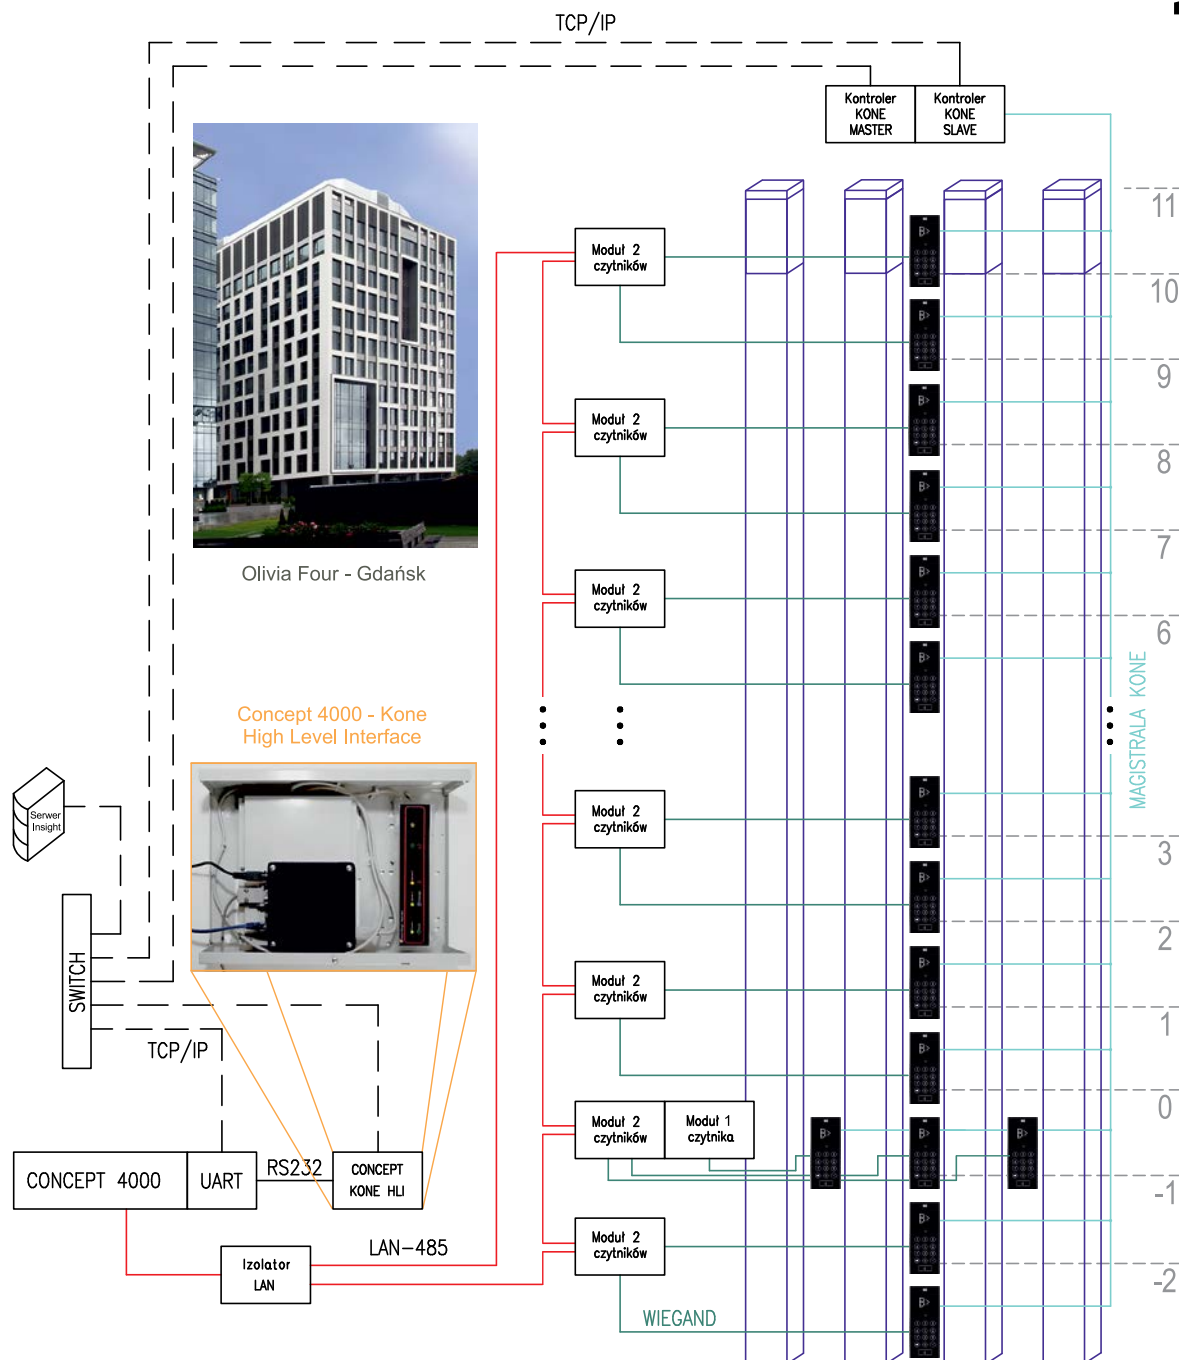 TCP/IP
Kontroler
KONE
MASTER
Kontroler
KONE
SLAVE
11
Moduł 2
czytników
10
9
Moduł 2
czytników
8
7
Olivia Four - Gdańsk
Moduł 2
czytników
6
MAGISTRALA KONE
Concept 4000 - Kone
High Level Interface
Serwer
Insight
Moduł 2
czytników
3
2
SWITCH
Moduł 2
czytników
1
TCP/IP
0
Moduł 2
czytników
Moduł 1
czytnika
CONCEPT 4000
UART
RS232
CONCEPT
KONE HLI
-1
LAN-485
Izolator
LAN
Moduł 2
czytników
-2
WIEGAND